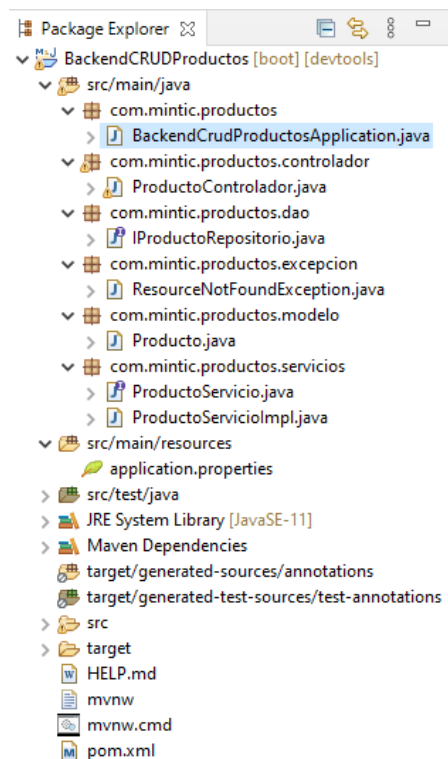 Package Explorer
BackendCRUDProductos [boot] [devtools]
src/main/java
com.mintic.productos
BackendCrudProductosApplication.java
com.mintic.productos.controlador
ProductoControlador.java
com.mintic.productos.dao
IProductoRepositorio.java
com.mintic.productos.excepcion
ResourceNotFoundException.java
com.mintic.productos.modelo
Producto.java
com.mintic.productos.servicios
ProductoServicio.java
ProductoServicioImpl.java
src/main/resources
application.properties
src/test/java
JRE System Library [JavaSE-11]
Maven Dependencies
target/generated-sources/annotations
target/generated-test-sources/test-annotations
src
target
HELP.md
mvnw
mvnw.cmd
pom.xml